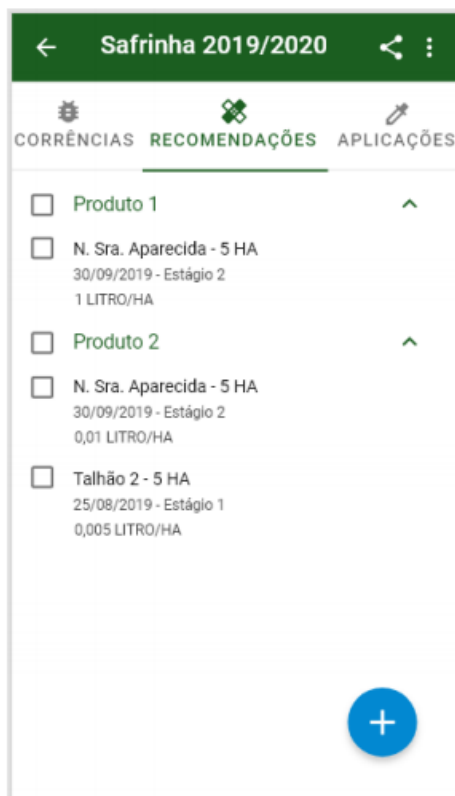 Safrinha 2019/2020
CORRÊNCIAS RECOMENDAÇÕES APLICAÇÕES
Produto 1
N. Sra. Aparecida - 5 HA
30/09/2019 - Estágio 2
1 LITRO/HA
Produto 2
N. Sra. Aparecida - 5 HA
30/09/2019 - Estágio 2
0,01 LITRO/HA
Talhão 2 - 5 HA
25/08/2019 - Estágio 1
0,005 LITRO/HA